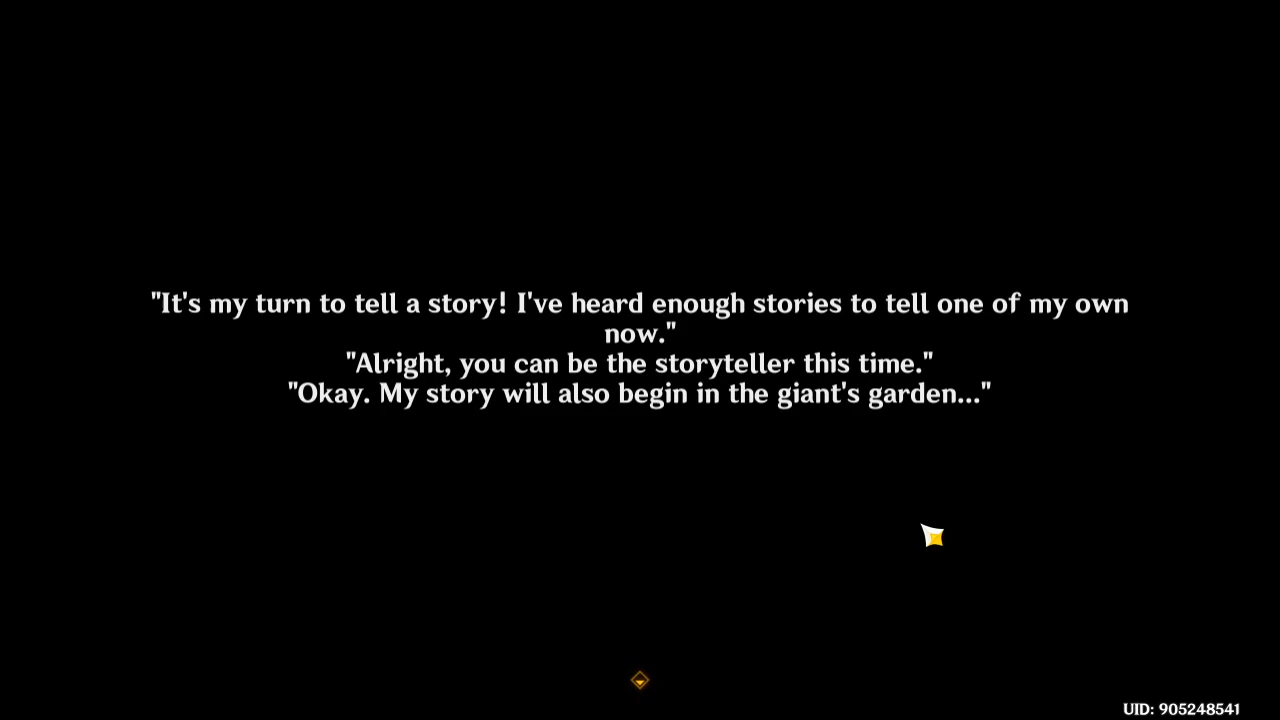 "It's my turn to tell a story! I've heard enough stories to tell one of my own
now."
"Alright, you can be the storyteller this time."
"Okay. My story will also begin in the giant's garden..."
UID: 905248541